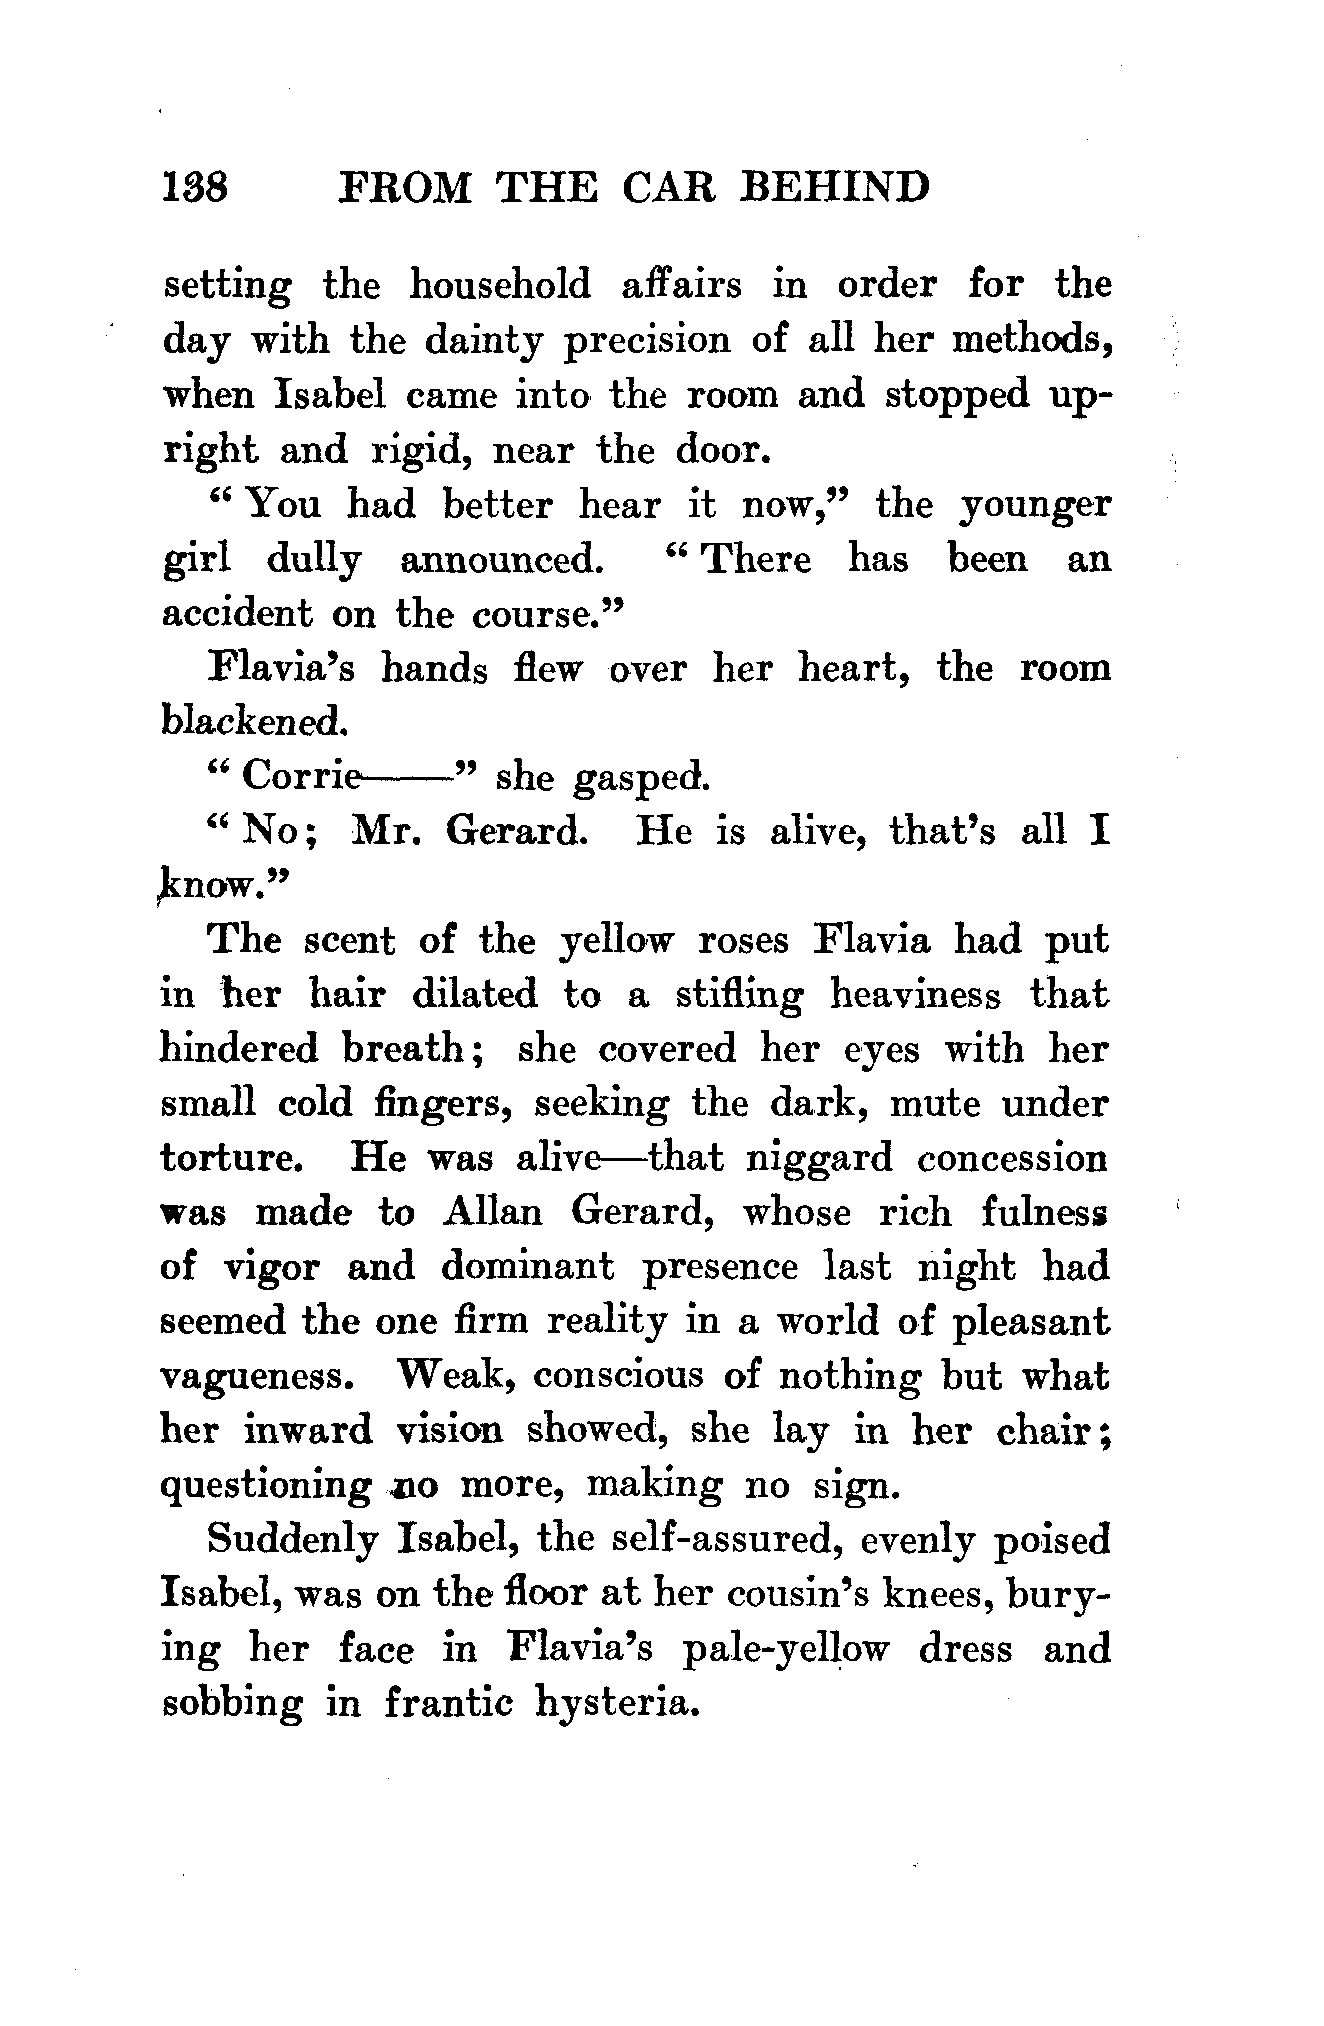 138 FROM THE CAR BEHIND
setting the household affairs in order for the
day with the dainty precision of all her methods,
when Isabel came into the room and stopped up-
right and rigid, near the door.
“ You had better hear it now,” the younger
girl dully announced. “ There has been an
accident on the course.”
Flavia’s hands flew over her heart, the room
blackened.
“ Corrie——” she gasped.
“ No; Mr. Gerard. He is alive, that’s all I
know.”
The scent of the yellow roses Flavia had put
in her hair dilated to a stifling heaviness that
hindered breath; she covered her eyes with her
small cold fingers, seeking the dark, mute under
torture. He was alive—that niggard concession
was made to Allan Gerard, whose rich fulness
of vigor and dominant presence last night had
seemed the one firm reality in a world of pleasant
vagueness. Weak, conscious of nothing but what
her inward vision showed, she lay in her chair;
questioning no more, making no sign.
Suddenly Isabel, the self-assured, evenly poised
Isabel, was on the floor at her cousin’s knees, bury-
ing her face in Flavia’s pale-yellow dress and
sobbing in frantic hysteria.